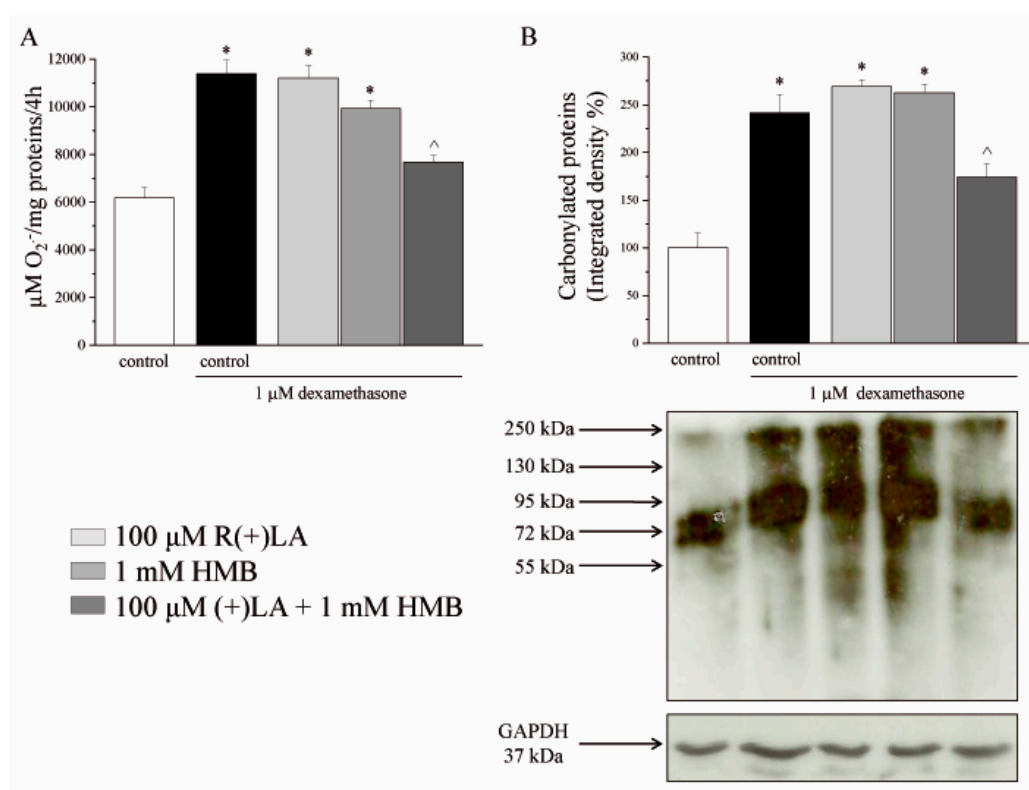 A
μM O₂·⁻/mg proteins/4h
12000
10000
8000
6000
4000
2000
0
*
*
*
^
control
control
1 μM dexamethasone
B
Carbonylated proteins
(Integrated density %)
300
250
200
150
100
50
0
*
*
*
^
control
control
1 μM dexamethasone
100 μM R(+)LA
1 mM HMB
100 μM (+)LA + 1 mM HMB
250 kDa
130 kDa
95 kDa
72 kDa
55 kDa
GAPDH
37 kDa